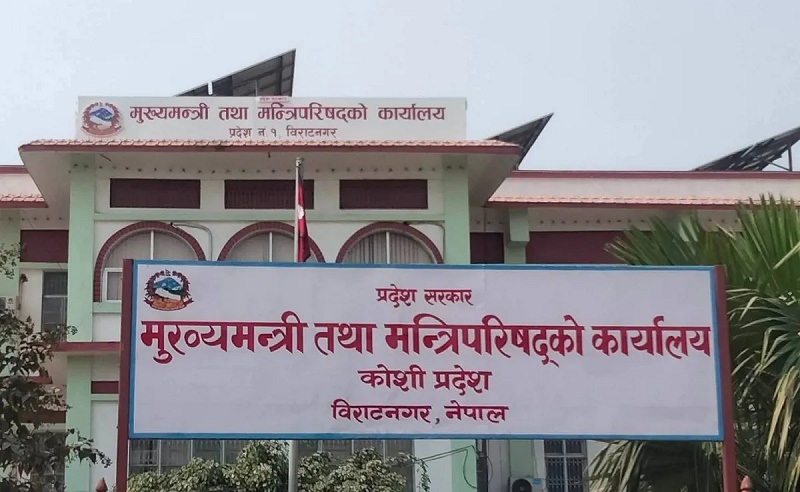 मुख्यमन्त्री तथा मन्त्रिपरिषद्को कार्यालय
प्रदेश न. १, विराटनगर
प्रदेश सरकार
मुख्यमन्त्री तथा मन्त्रिपरिषद्को कार्यालय
कोशी प्रदेश
विराटनगर, नेपाल